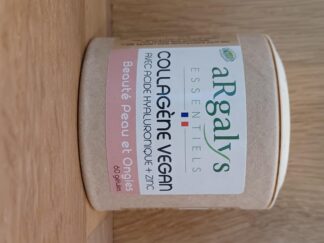 aRgalys
ESSENTIELS
COLLAGÈNE VEGAN
AVEC ACIDE HYALURONIQUE + ZINC
Beauté peau et Ongles
60 gélules